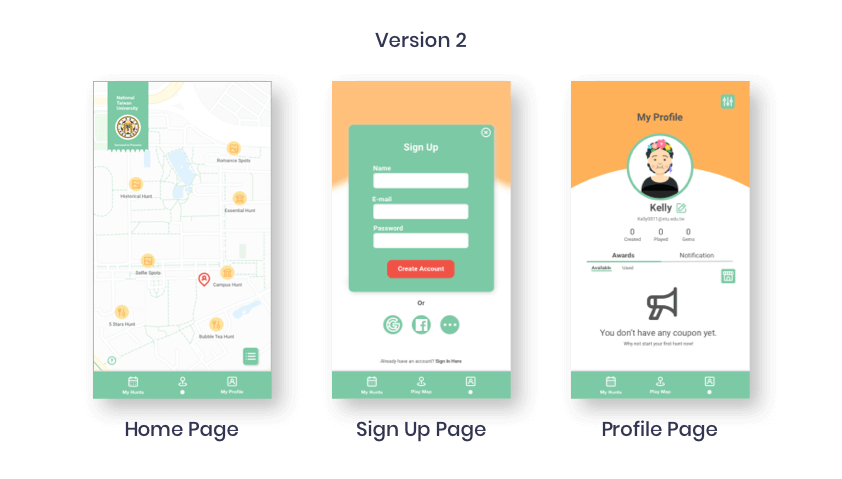 Version 2
National
Taiwan
University
Romance Spots
Historical Hunt
Essential Hunt
Selfie Spots
Campus Hunt
5 Stars Hunt
Bubble Tea Hunt
My Hunts
My Profile
Home Page
Sign Up
Name
E-mail
Password
Create Account
Or
Already have an account? Sign In Here
My Hunts
Play Map
Sign Up Page
My Profile
Kelly
Kelly0811@ntu.edu.tw
0 0 0
Created Played Gems
Awards Notification
Available Used
You don't have any coupon yet.
Why not start your first hunt now!
My Hunts
Play Map
Profile Page